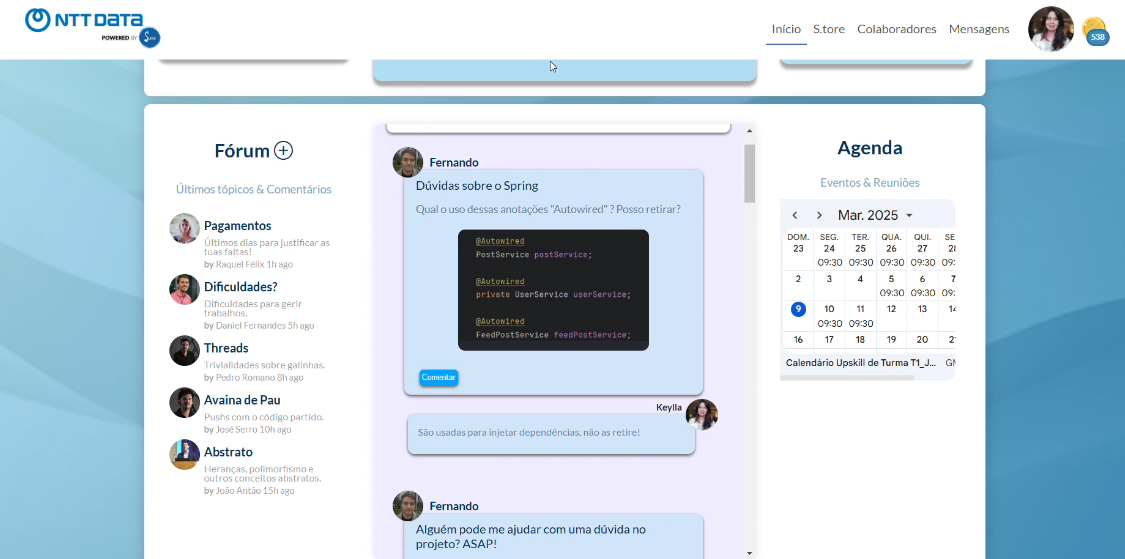 NTT DATA
POWERED BY
Início S.tore Colaboradores Mensagens
538
Fórum
Últimos tópicos & Comentários
Pagamentos
Últimos dias para justificar as
tuas faltas!
by Raquel Félix 1h ago
Dificuldades?
Dificuldades para gerir
trabalhos.
by Daniel Fernandes 5h ago
Threads
Trivialidades sobre galinhas.
by Pedro Romano 8h ago
Avaina de Pau
Pushs com o código partido.
by José Serro 10h ago
Abstrato
Heranças, polimorfismo e
outros conceitos abstratos.
by João Antão 15h ago
Fernando
Dúvidas sobre o Spring
Qual o uso dessas anotações "Autowired" ? Posso retirar?
@Autowired
PostService postService;
@Autowired
private UserService userService;
@Autowired
FeedPostService feedPostService;
Comentar
Keylla
São usadas para injetar dependências, não as retire!
Fernando
Alguém pode me ajudar com uma dúvida no
projeto? ASAP!
Agenda
Eventos & Reuniões
Mar. 2025
DOM. SEG. TER. QUA. QUI. SE
23 24 25 26 27 28
09:30 09:30 09:30 09:30 09:3
2 3 4 5 6 7
09:30 09:30 09:3
9 10 11 12 13 14
09:30 09:30
16 17 18 19 20 21
Calendário Upskill de Turma T1_J... GM